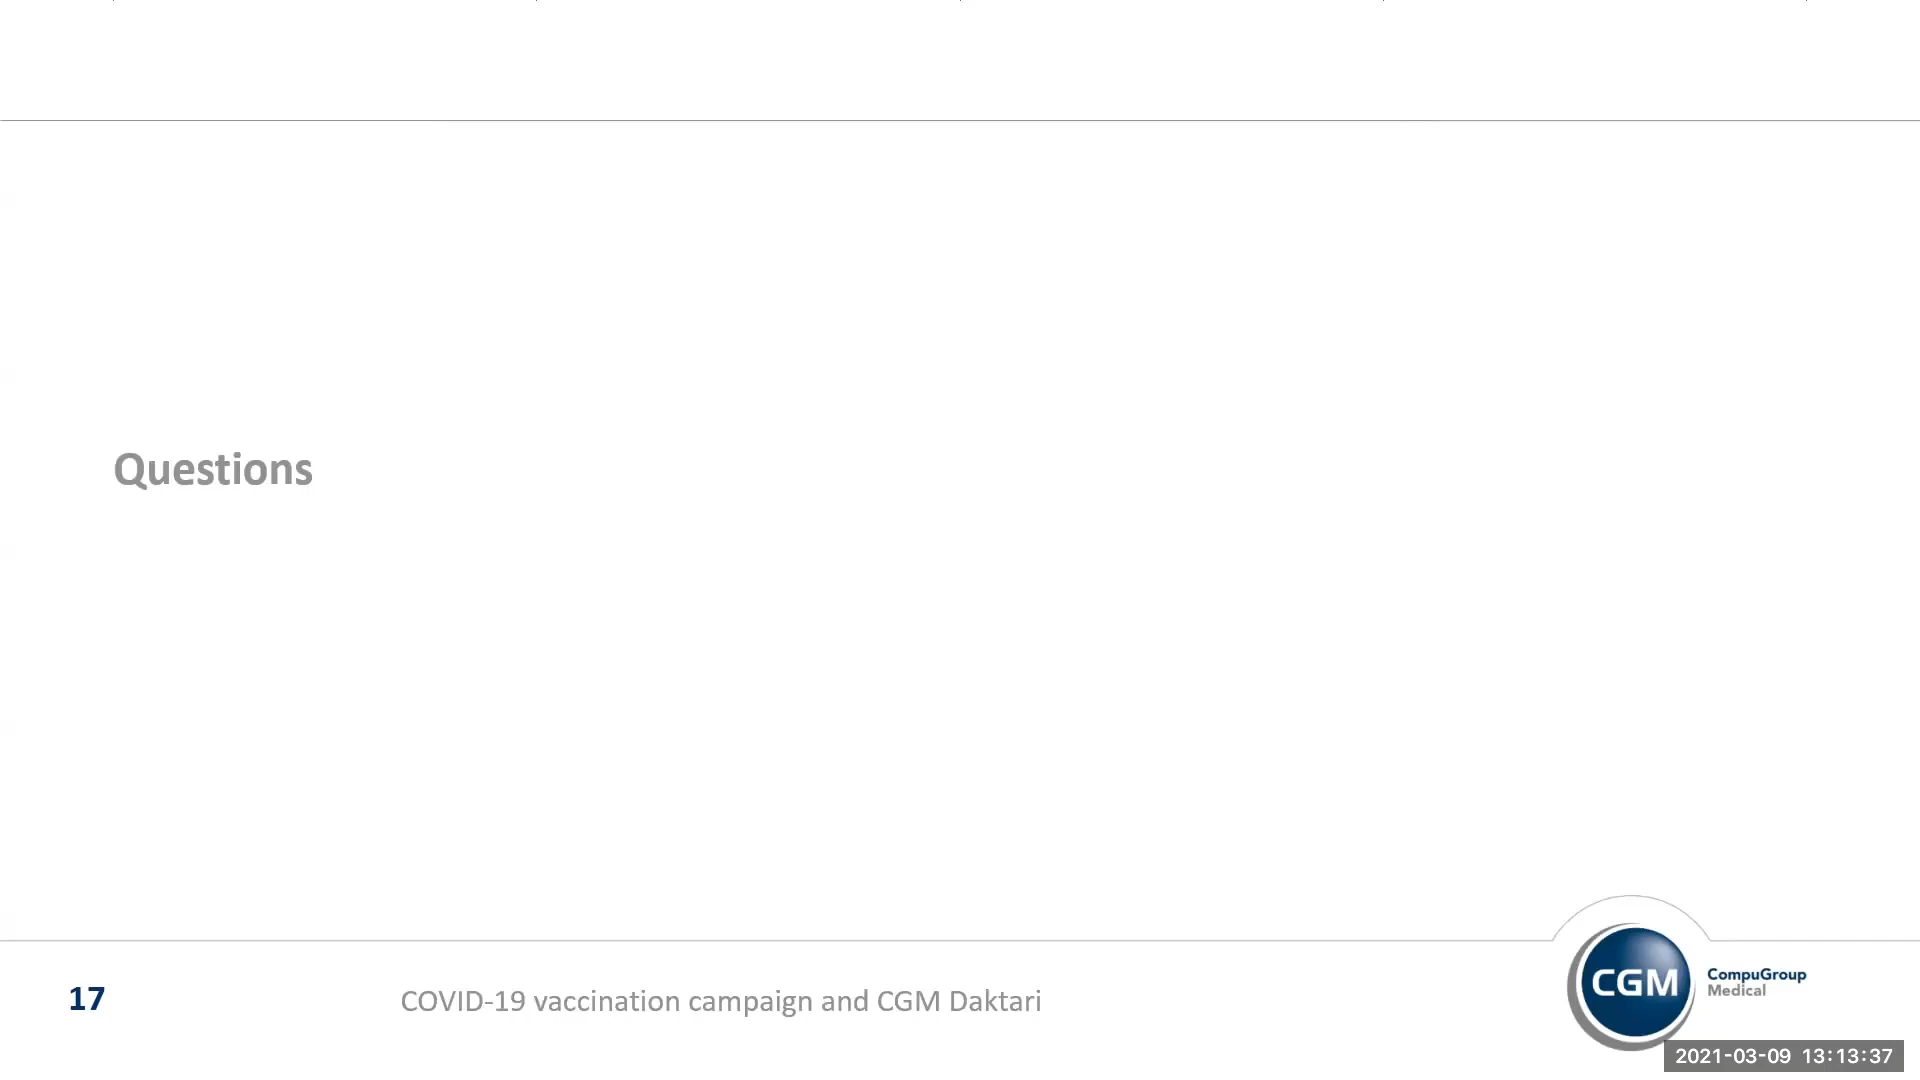 Questions
17
COVID-19 vaccination campaign and CGM Daktari
CGM
CompuGroup
Medical
2021-03-09 13:13:37